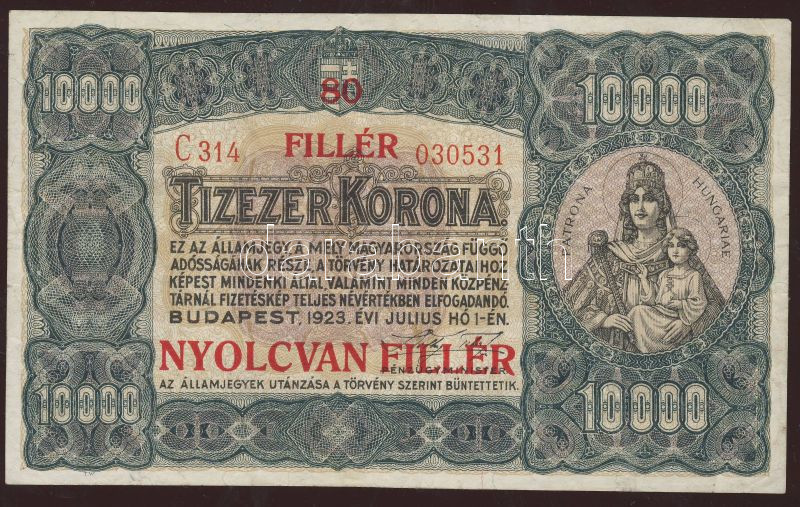 10000
80
10000
C 314 FILLÉR 030531
TIZEZER KORONA
EZ AZ ÁLLAMJEGY, A MELY MAGYARORSZÁG FÜGGŐ
ADÓSSÁGÁNAK RÉSZE, A TÖRVÉNY HATÁROZATAIHOZ
KÉPEST MINDENKI ÁLTAL, VALAMINT MINDEN KÖZPÉNZ-
TÁRNÁL FIZETÉSKÉP TELJES NÉVÉRTÉKBEN ELFOGADANDÓ.
BUDAPEST, 1923. ÉVI JULIUS HÓ 1-ÉN.
PATRONA HUNGARIAE
NYOLCVAN FILLÉR
PÉNZÜGYMINISTER.
AZ ÁLLAMJEGYEK UTÁNZÁSA A TÖRVÉNY SZERINT BÜNTETTETIK.
10000
10000